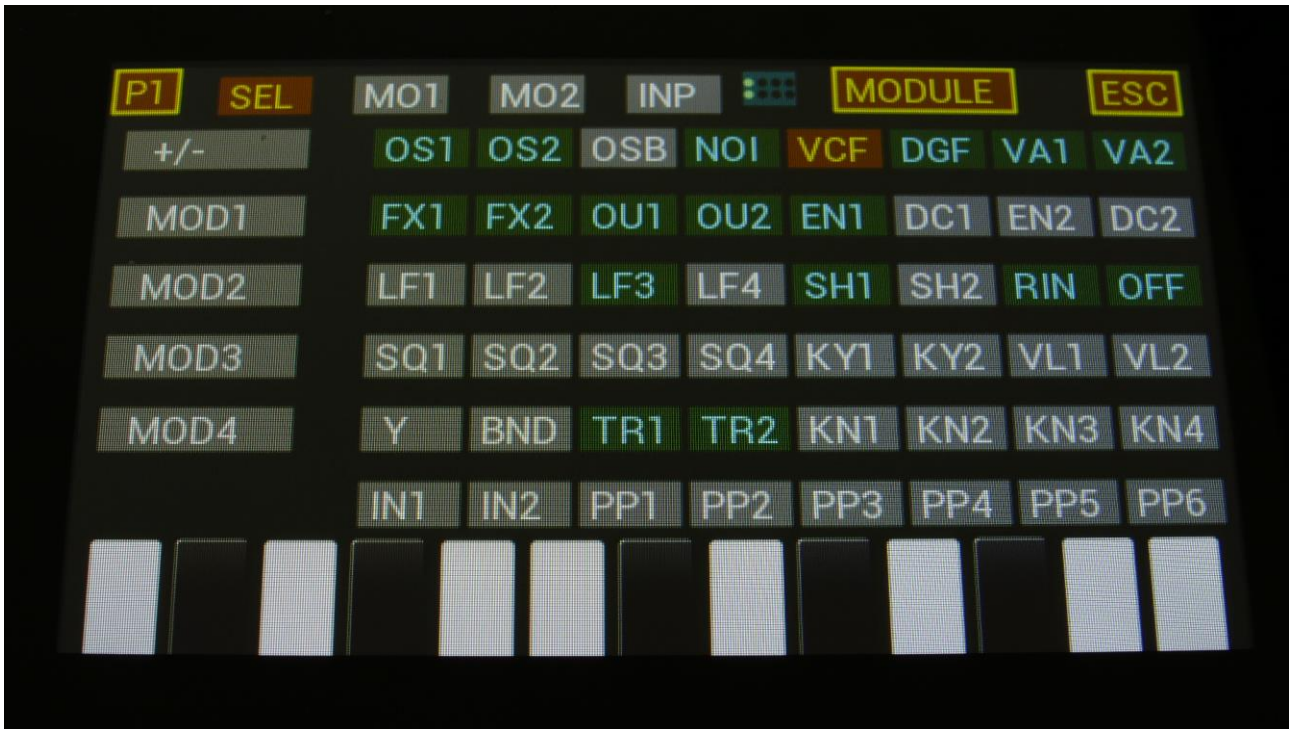 P1 SEL MO1 MO2 INP MODULE ESC
+/- OS1 OS2 OSB NOI VCF DGF VA1 VA2
MOD1 FX1 FX2 OU1 OU2 EN1 DC1 EN2 DC2
MOD2 LF1 LF2 LF3 LF4 SH1 SH2 RIN OFF
MOD3 SQ1 SQ2 SQ3 SQ4 KY1 KY2 VL1 VL2
MOD4 Y BND TR1 TR2 KN1 KN2 KN3 KN4
IN1 IN2 PP1 PP2 PP3 PP4 PP5 PP6